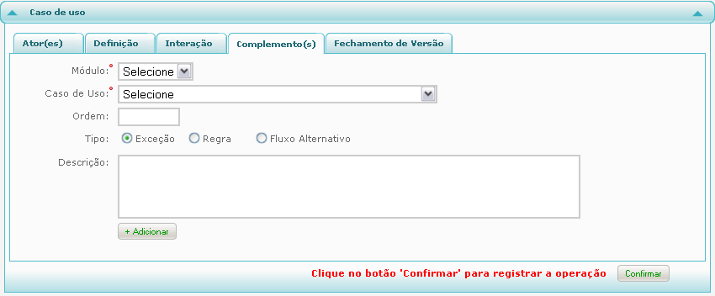 Caso de uso
Ator(es) Definição Interação Complemento(s) Fechamento de Versão
Módulo:* Selecione
Caso de Uso:* Selecione
Ordem:
Tipo: Exceção Regra Fluxo Alternativo
Descrição:
+ Adicionar
Clique no botão 'Confirmar' para registrar a operação Confirmar